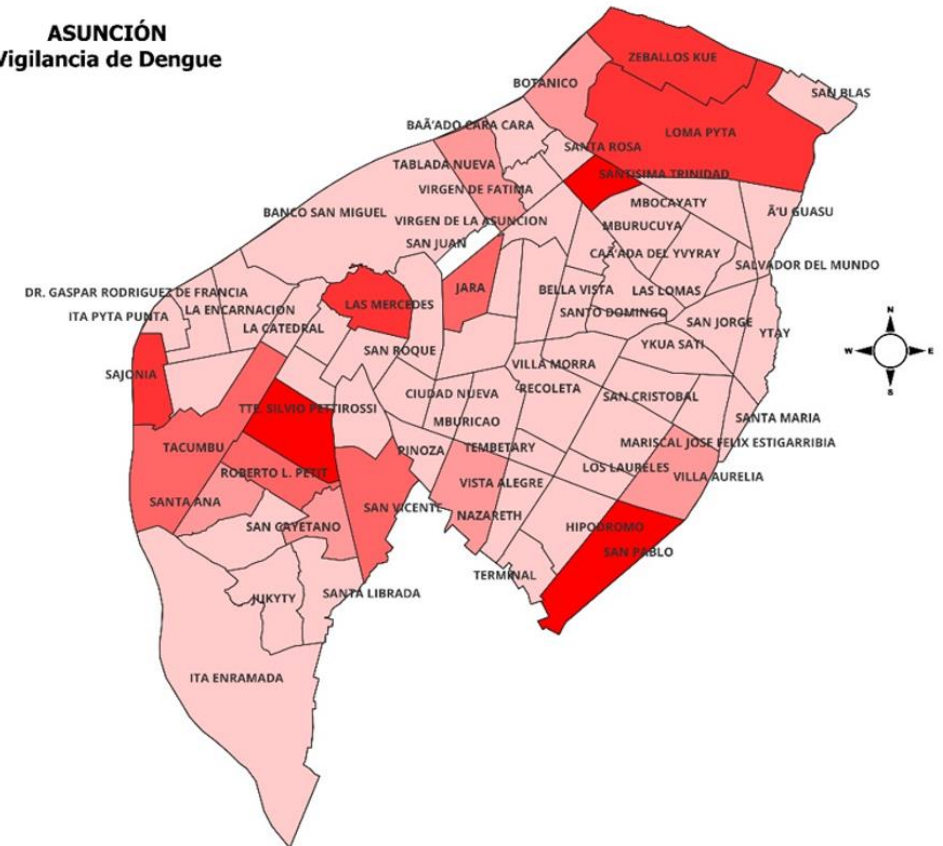 ASUNCIÓN
Vigilancia de Dengue
ZEBALLOS KUE
BOTANICO
SAN BLAS
BAÃ'ADO CARA CARA
LOMA PYTA
SANTA ROSA
TABLADA NUEVA
SANTISIMA TRINIDAD
VIRGEN DE FATIMA
MBOCAYATY
BANCO SAN MIGUEL
VIRGEN DE LA ASUNCION
Ã'U GUASU
MBURUCUYA
SAN JUAN
CAÃ'ADA DEL YVYRAY
SALVADOR DEL MUNDO
DR. GASPAR RODRIGUEZ DE FRANCIA
JARA
BELLA VISTA
LAS LOMAS
LAS MERCEDES
ITA PYTA PUNTA
LA ENCARNACION
SANTO DOMINGO
LA CATEDRAL
SAN JORGE
YTAY
N
YKUA SATI
W
E
SAN ROQUE
VILLA MORRA
S
SAJONIA
CIUDAD NUEVA
RECOLETA
SAN CRISTOBAL
TTE. SILVIO PETTIROSSI
MBURICAO
SANTA MARIA
TACUMBU
PINOZA
TEMBETARY
MARISCAL JOSE FELIX ESTIGARRIBIA
ROBERTO L. PETIT
LOS LAURELES
VISTA ALEGRE
VILLA AURELIA
SANTA ANA
SAN VICENTE
NAZARETH
SAN CAYETANO
HIPODROMO
SAN PABLO
TERMINAL
JUKYTY
SANTA LIBRADA
ITA ENRAMADA